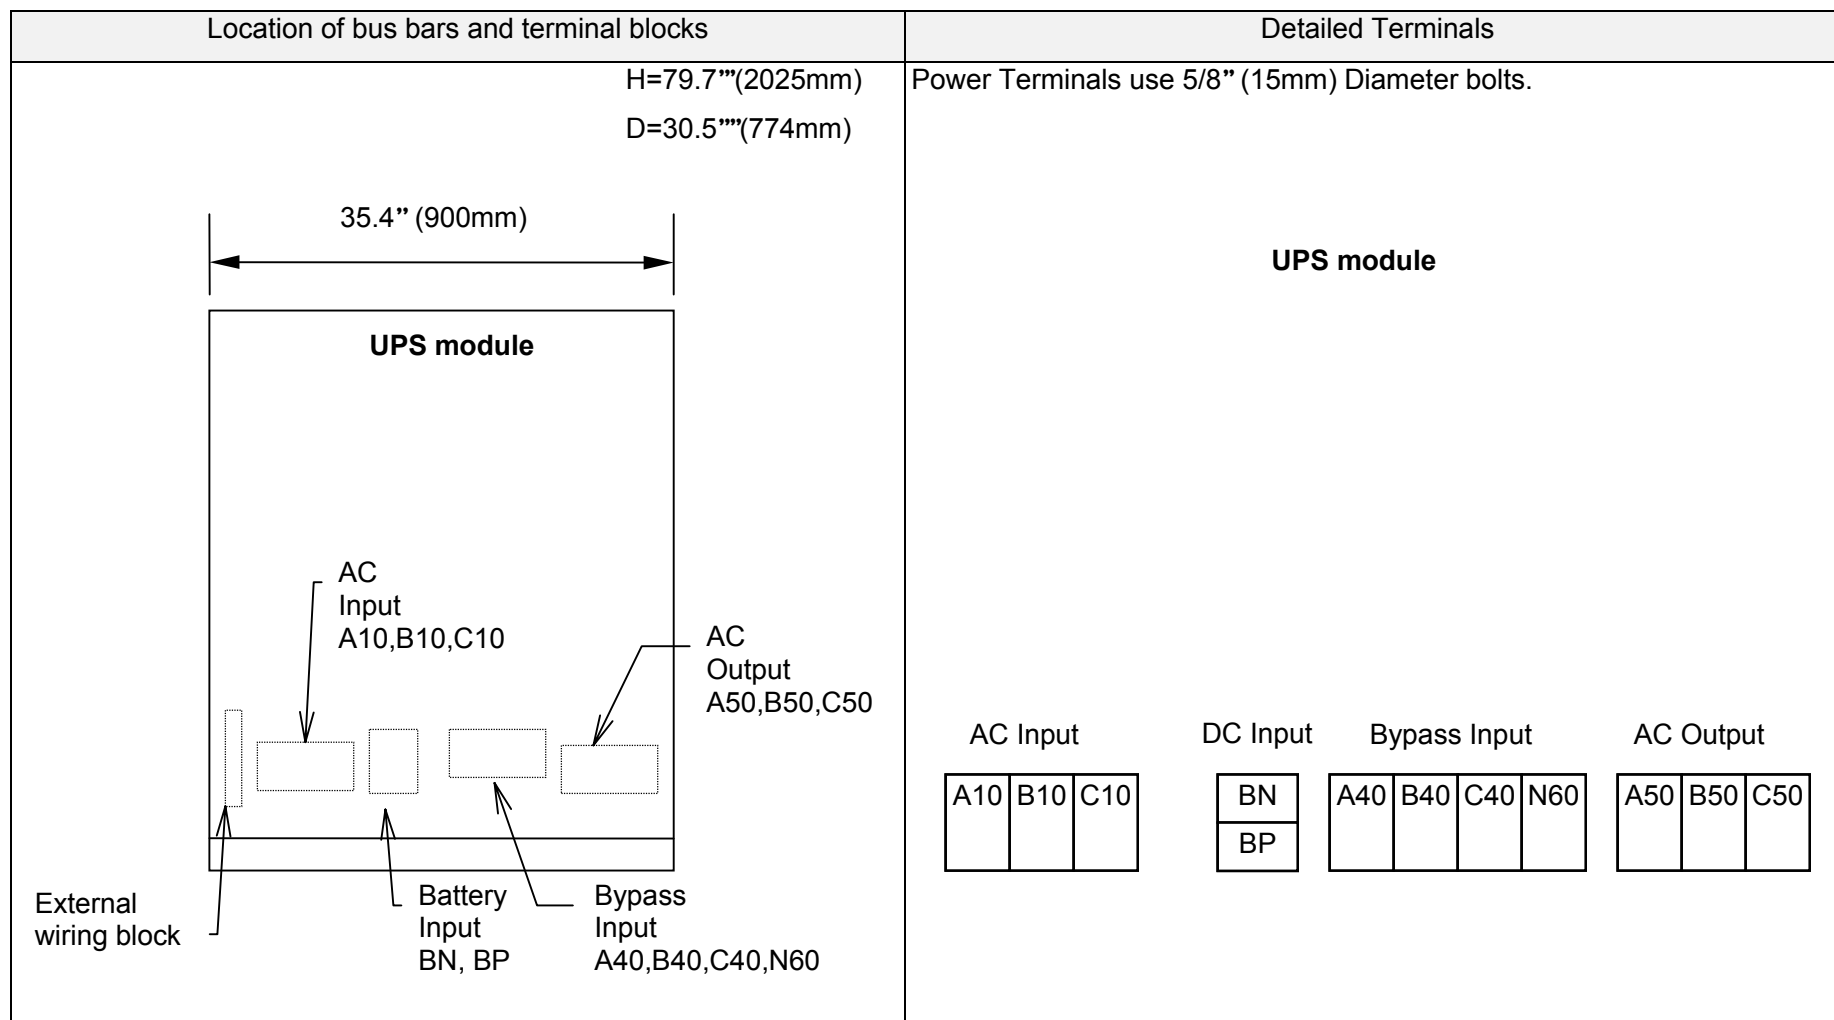 Location of bus bars and terminal blocks
Detailed Terminals
H=79.7”’(2025mm)
D=30.5””(774mm)
35.4” (900mm)
UPS module
AC
Input
A10,B10,C10
AC
Output
A50,B50,C50
External
wiring block
Battery
Input
BN, BP
Bypass
Input
A40,B40,C40,N60
Power Terminals use 5/8” (15mm) Diameter bolts.
UPS module
AC Input
DC Input
Bypass Input
AC Output
A10 B10 C10
BN
BP
A40 B40 C40 N60
A50 B50 C50